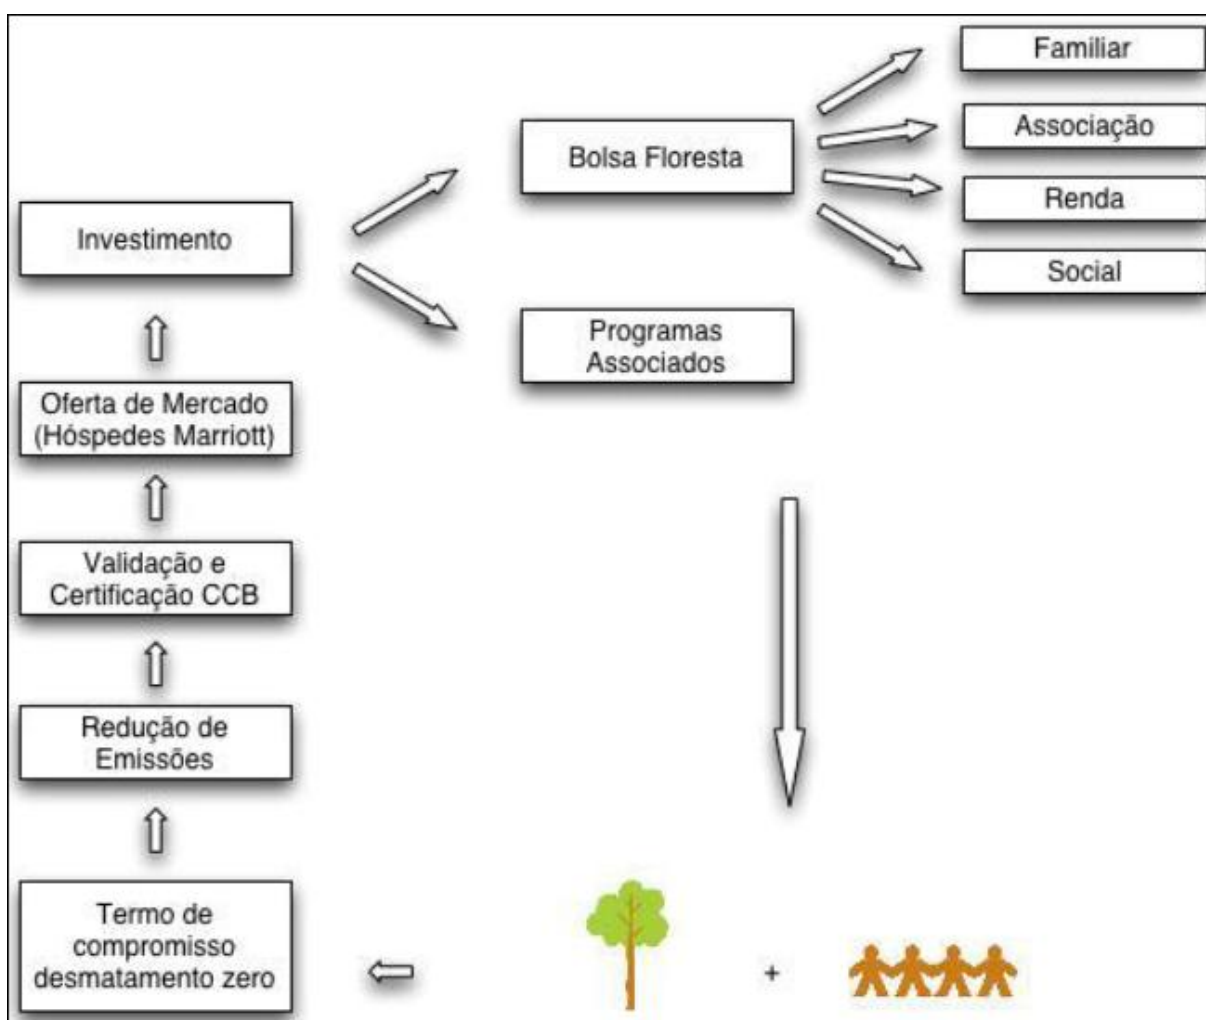 Familiar
Associação
Renda
Social
Bolsa Floresta
Programas
Associados
Investimento
Oferta de Mercado
(Hóspedes Marriott)
Validação e
Certificação CCB
Redução de
Emissões
Termo de
compromisso
desmatamento zero
+